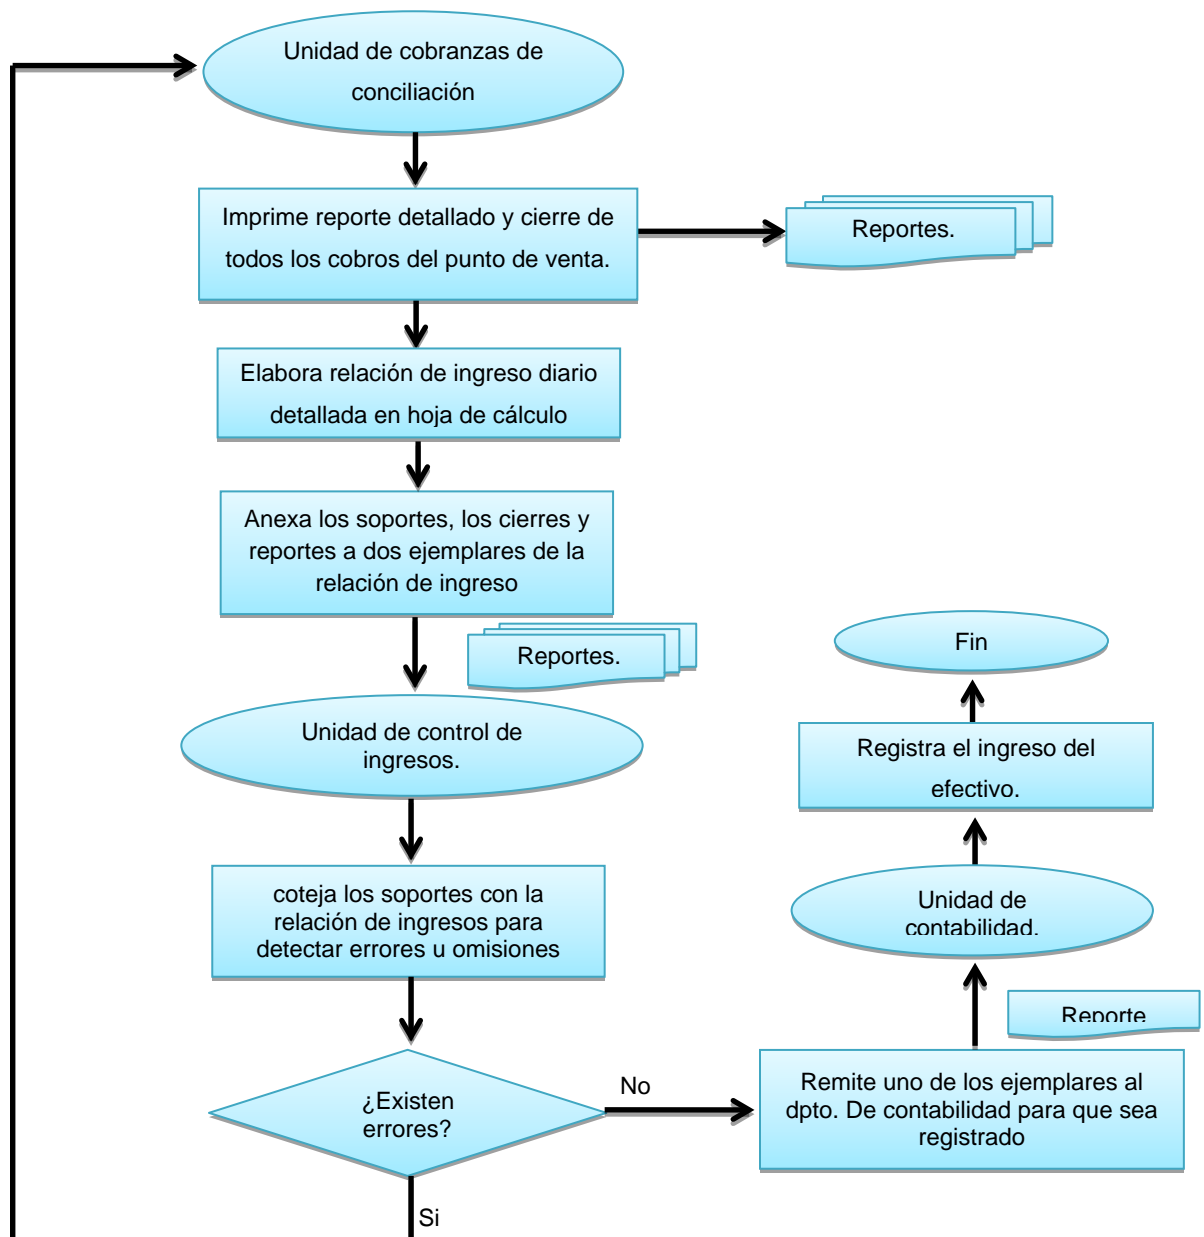 Unidad de cobranzas de
conciliación
Imprime reporte detallado y cierre de
todos los cobros del punto de venta.
Reportes.
Elabora relación de ingreso diario
detallada en hoja de cálculo
Anexa los soportes, los cierres y
reportes a dos ejemplares de la
relación de ingreso
Reportes.
Unidad de control de
ingresos.
coteja los soportes con la
relación de ingresos para
detectar errores u omisiones
¿Existen
errores?
No
Si
Remite uno de los ejemplares al
dpto. De contabilidad para que sea
registrado
Reporte
Unidad de
contabilidad.
Registra el ingreso del
efectivo.
Fin